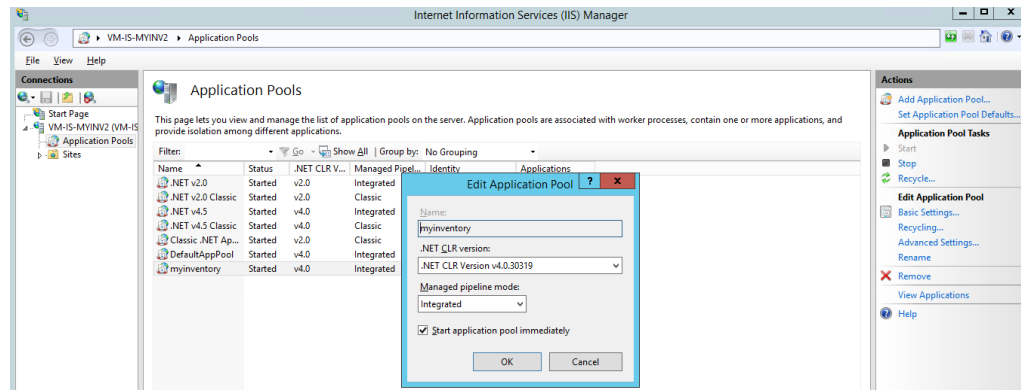 Internet Information Services (IIS) Manager
VM-IS-MYINV2 Application Pools
File View Help
Connections
Start Page
VM-IS-MYINV2 (VM-IS
Application Pools
Sites
Application Pools
This page lets you view and manage the list of application pools on the server. Application pools are associated with worker processes, contain one or more applications, and
provide isolation among different applications.
Filter: Go Show All Group by: No Grouping
Name Status .NET CLR V... Managed Pipel... Identity Applications
.NET v2.0 Started v2.0 Integrated
.NET v2.0 Classic Started v2.0 Classic
.NET v4.5 Started v4.0 Integrated
.NET v4.5 Classic Started v4.0 Classic
Classic .NET Ap... Started v2.0 Classic
DefaultAppPool Started v4.0 Integrated
myinventory Started v4.0 Integrated
Edit Application Pool ? x
Name:
myinventory
.NET CLR version:
.NET CLR Version v4.0.30319
Managed pipeline mode:
Integrated
Start application pool immediately
OK Cancel
Actions
Add Application Pool...
Set Application Pool Defaults...
Application Pool Tasks
Start
Stop
Recycle...
Edit Application Pool
Basic Settings...
Recycling...
Advanced Settings...
Rename
Remove
View Applications
Help